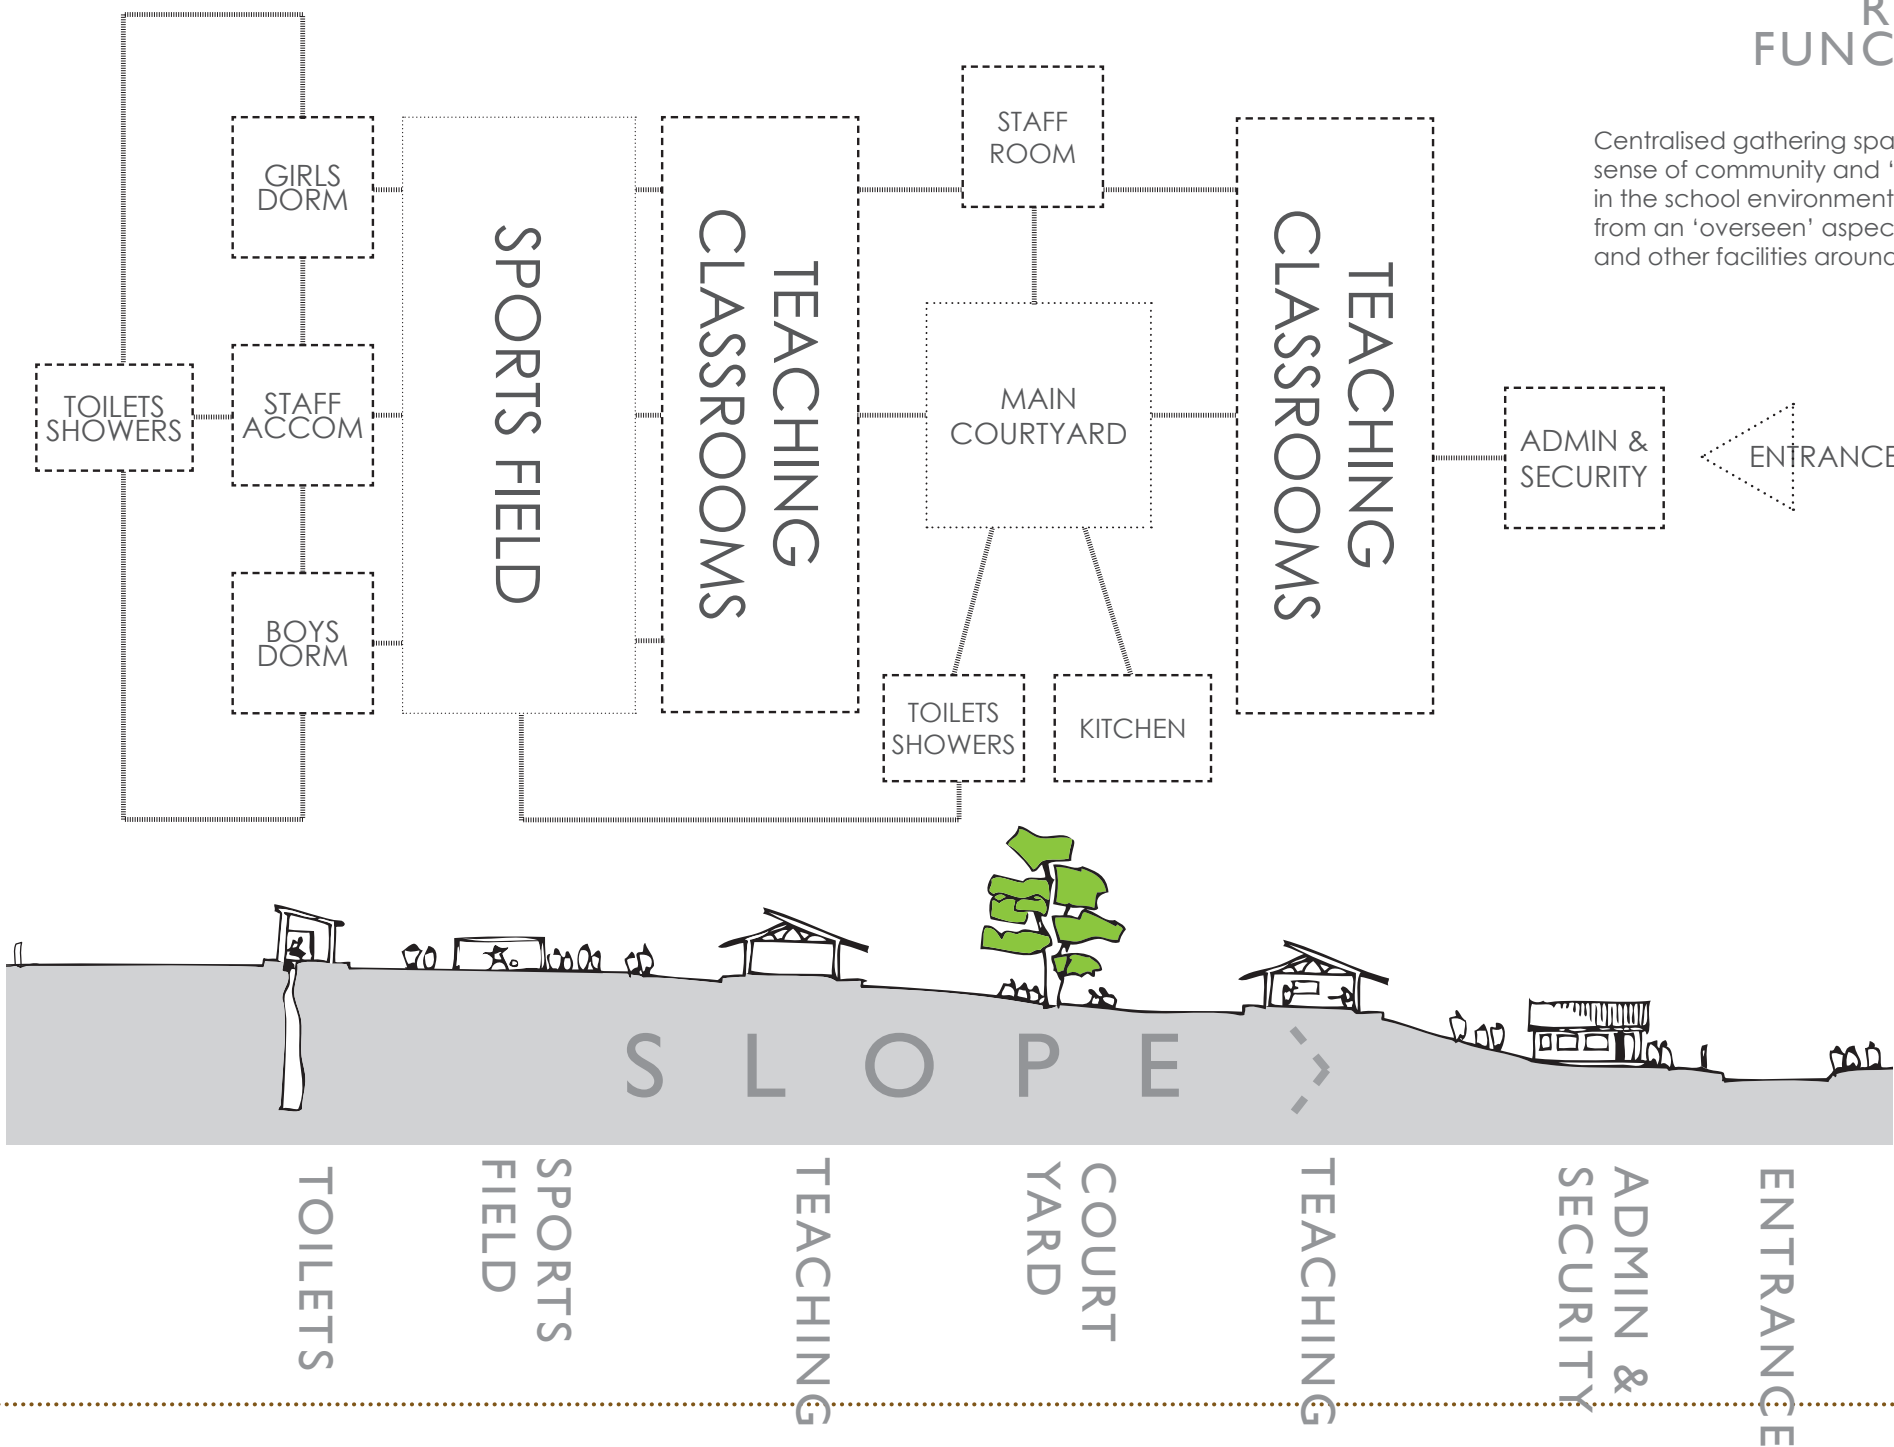 R
FUNC
Centralised gathering spa
sense of community and ‘
in the school environment
from an ‘overseen’ aspec
and other facilities around
GIRLS
DORM
STAFF
ACCOM
BOYS
DORM
TOILETS
SHOWERS
SPORTS FIELD
TEACHING
CLASSROOMS
STAFF
ROOM
MAIN
COURTYARD
TOILETS
SHOWERS
KITCHEN
TEACHING
CLASSROOMS
ADMIN &
SECURITY
ENTRANCE
SLOPE
TOILETS
SPORTS
FIELD
TEACHING
COURT
YARD
TEACHING
ADMIN &
SECURITY
ENTRANCE